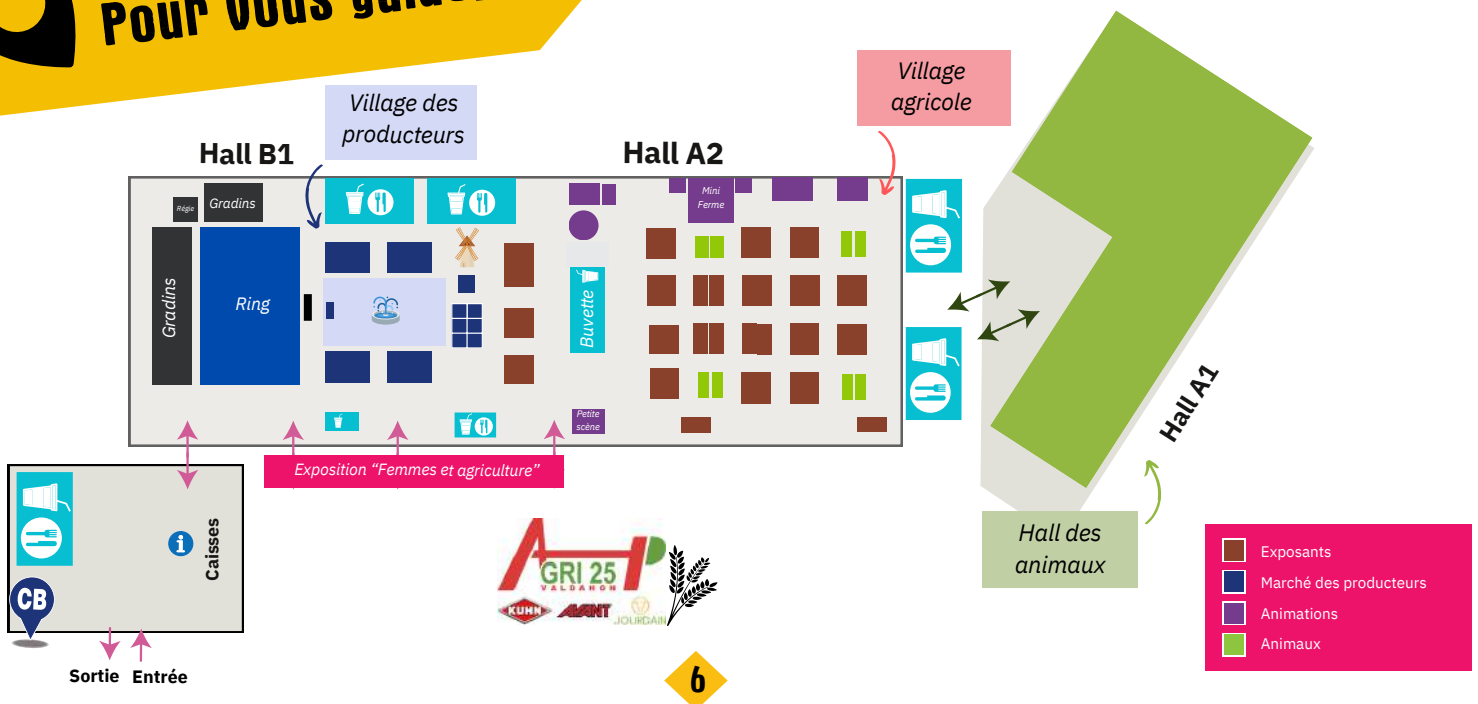 Pour vous guider
Village des
producteurs
Village
agricole
Hall B1
Hall A2
Régie
Gradins
Mini
Ferme
Gradins
Ring
Buvette
Petite
scène
Exposition “Femmes et agriculture”
Hall A1
Hall des
animaux
Caisses
i
CB
Sortie
Entrée
AHP
AGRI 25
VALDAHON
KUHN
AVANT
JOURDAIN
Exposants
Marché des producteurs
Animations
Animaux
6